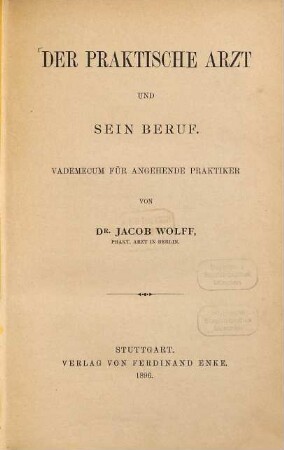 DER PRAKTISCHE ARZT
UND
SEIN BERUF.
VADEMECUM FÜR ANGEHENDE PRAKTIKER
VON
DR. JACOB WOLFF,
PRAKT. ARZT IN BERLIN.
STUTTGART.
VERLAG VON FERDINAND ENKE.
1896.